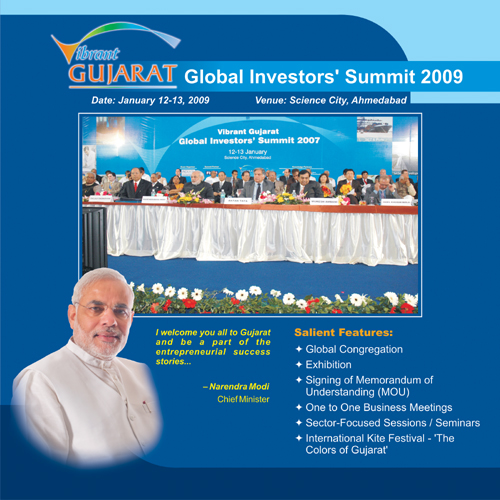 Vibrant
GUJARAT
Global Investors' Summit 2009
Date: January 12-13, 2009 Venue: Science City, Ahmedabad
Vibrant Gujarat
Global Investors' Summit 2007
12-13 January
Science City, Ahmedabad
I welcome you all to Gujarat
and be a part of the
entrepreneurial success
stories...
– Narendra Modi
Chief Minister
Salient Features:
Global Congregation
Exhibition
Signing of Memorandum of
Understanding (MOU)
One to One Business Meetings
Sector-Focused Sessions / Seminars
International Kite Festival - 'The
Colors of Gujarat'